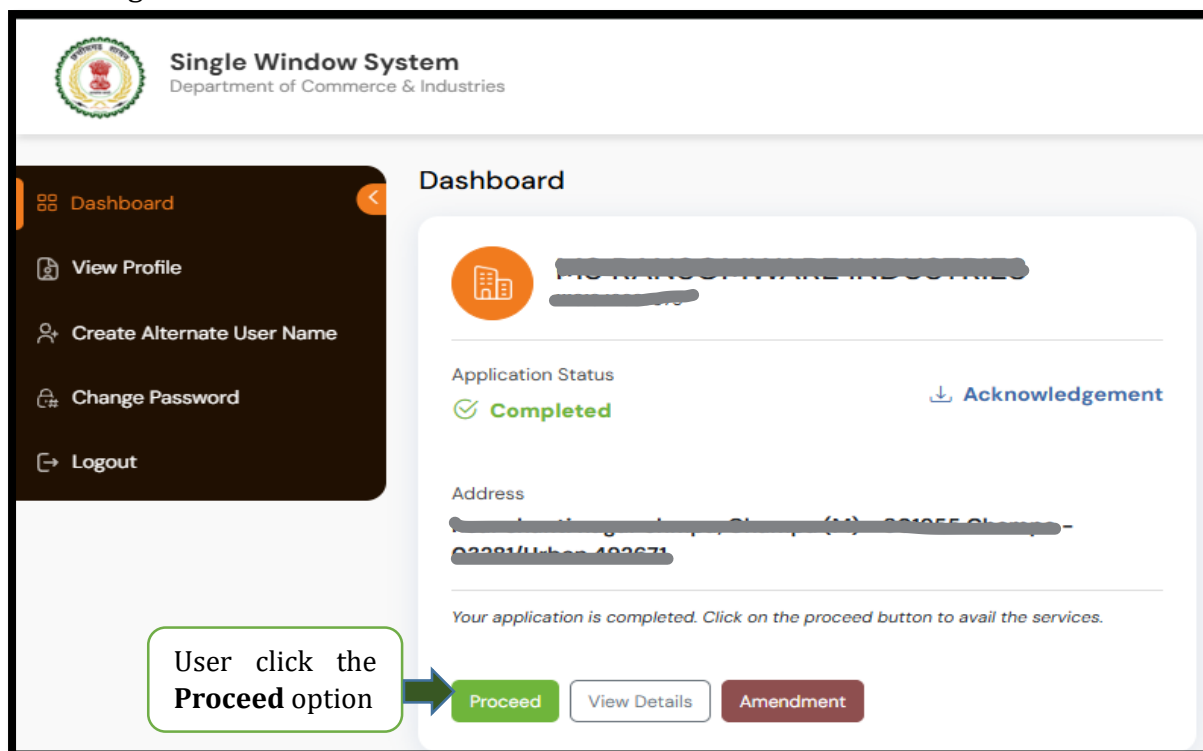 Single Window System
Department of Commerce & Industries
Dashboard
View Profile
Create Alternate User Name
Change Password
Logout
Dashboard
Application Status
Completed
Acknowledgement
Address
Your application is completed. Click on the proceed button to avail the services.
User click the
Proceed option
Proceed
View Details
Amendment